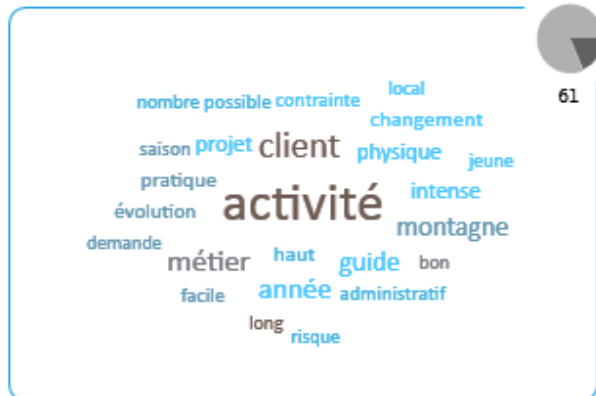 local
61
nombre possible contrainte
changement
saison projet client physique
jeune
pratique
intense
évolution activité
montagne
demande
métier haut guide bon
facile année administratif
long
risque